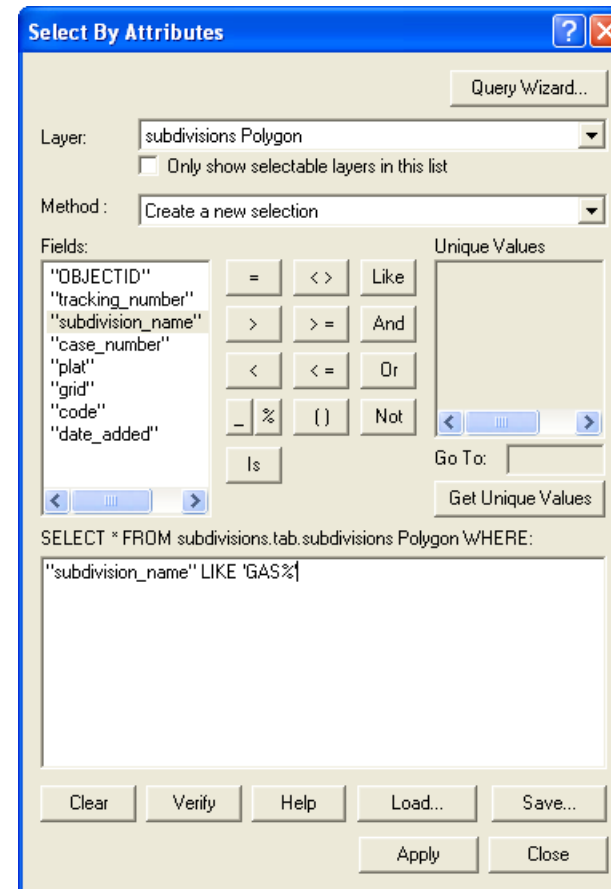 Select By Attributes
Query Wizard...
Layer: subdivisions Polygon
Only show selectable layers in this list
Method : Create a new selection
Fields: Unique Values
"OBJECTID"
"tracking_number"
"subdivision_name"
"case_number"
"plat"
"grid"
"code"
"date_added"
= < > Like
> > = And
< < = Or
_ % ( ) Not
Is
Go To:
Get Unique Values
SELECT * FROM subdivisions.tab.subdivisions Polygon WHERE:
"subdivision_name" LIKE 'GAS%'
Clear Verify Help Load... Save...
Apply Close